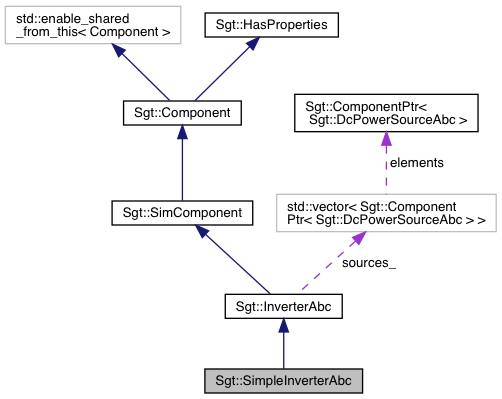 std::enable_shared
_from_this< Component >
Sgt::HasProperties
Sgt::Component
Sgt::ComponentPtr<
Sgt::DcPowerSourceAbc >
elements
Sgt::SimComponent
std::vector< Sgt::Component
Ptr< Sgt::DcPowerSourceAbc > >
sources_
Sgt::InverterAbc
Sgt::SimpleInverterAbc